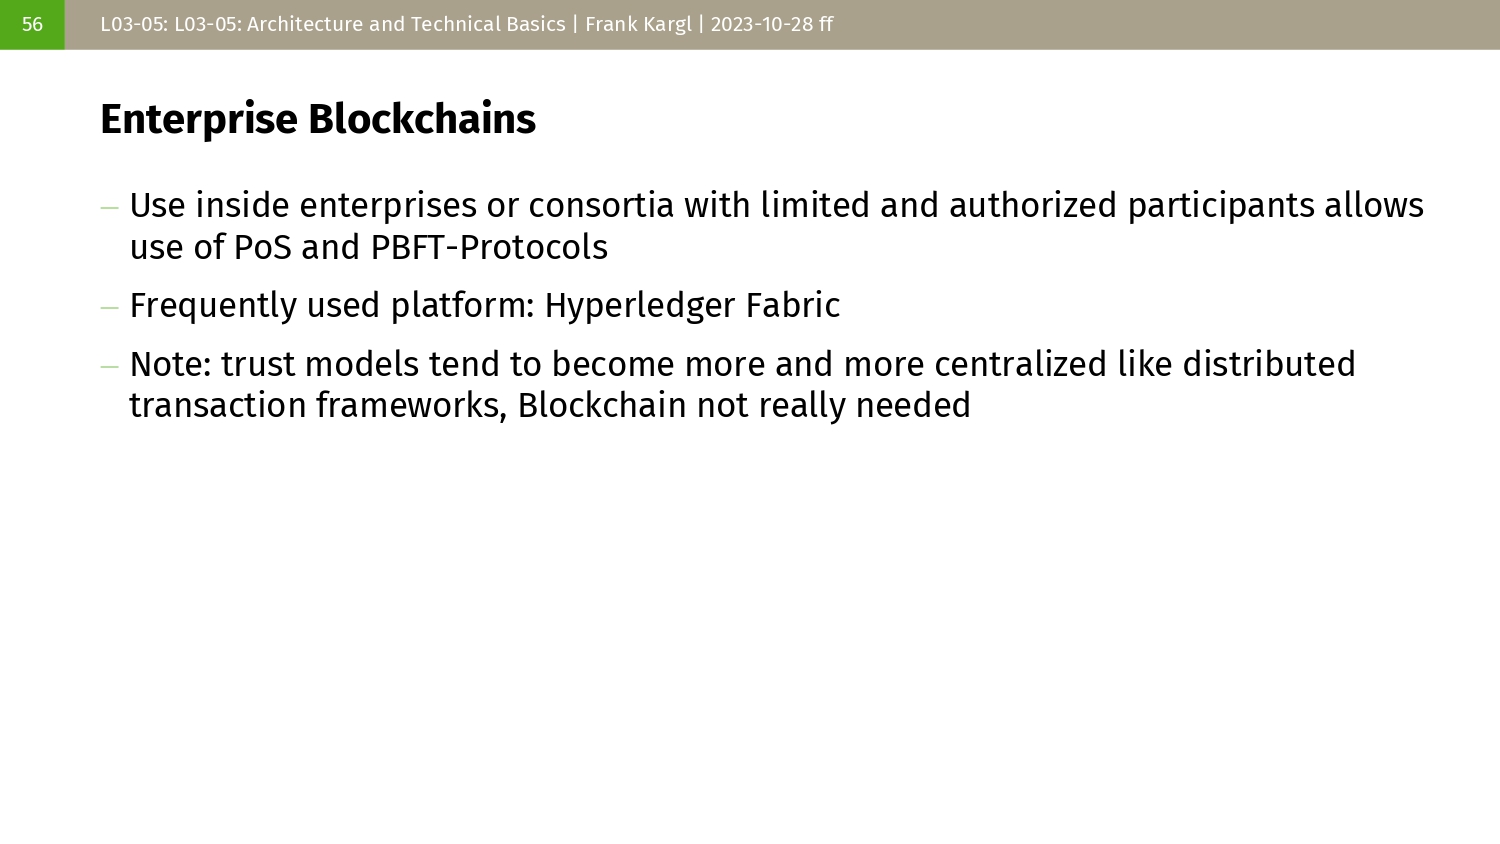 56
L03-05: L03-05: Architecture and Technical Basics | Frank Kargl | 2023-10-28 ff
Enterprise Blockchains
– Use inside enterprises or consortia with limited and authorized participants allows
use of PoS and PBFT-Protocols
– Frequently used platform: Hyperledger Fabric
– Note: trust models tend to become more and more centralized like distributed
transaction frameworks, Blockchain not really needed